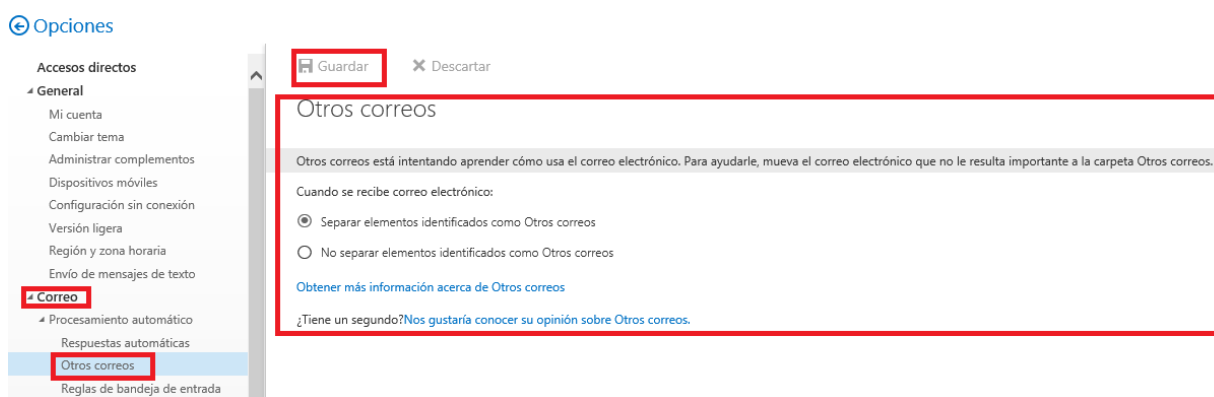 Opciones
Accesos directos
General
Mi cuenta
Cambiar tema
Administrar complementos
Dispositivos móviles
Configuración sin conexión
Versión ligera
Región y zona horaria
Envío de mensajes de texto
Correo
Procesamiento automático
Respuestas automáticas
Otros correos
Reglas de bandeja de entrada
Guardar Descartar
Otros correos
Otros correos está intentando aprender cómo usa el correo electrónico. Para ayudarle, mueva el correo electrónico que no le resulta importante a la carpeta Otros correos.
Cuando se recibe correo electrónico:
Separar elementos identificados como Otros correos
No separar elementos identificados como Otros correos
Obtener más información acerca de Otros correos
¿Tiene un segundo?Nos gustaría conocer su opinión sobre Otros correos.